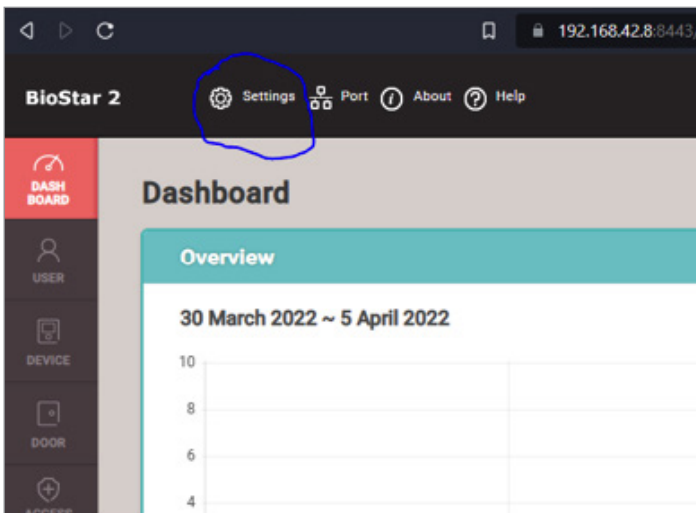 192.168.42.8:8443/
BioStar 2
Settings Port About Help
DASH
BOARD
Dashboard
USER
Overview
30 March 2022 ~ 5 April 2022
DEVICE
10
8
DOOR
6
4
ACCESS